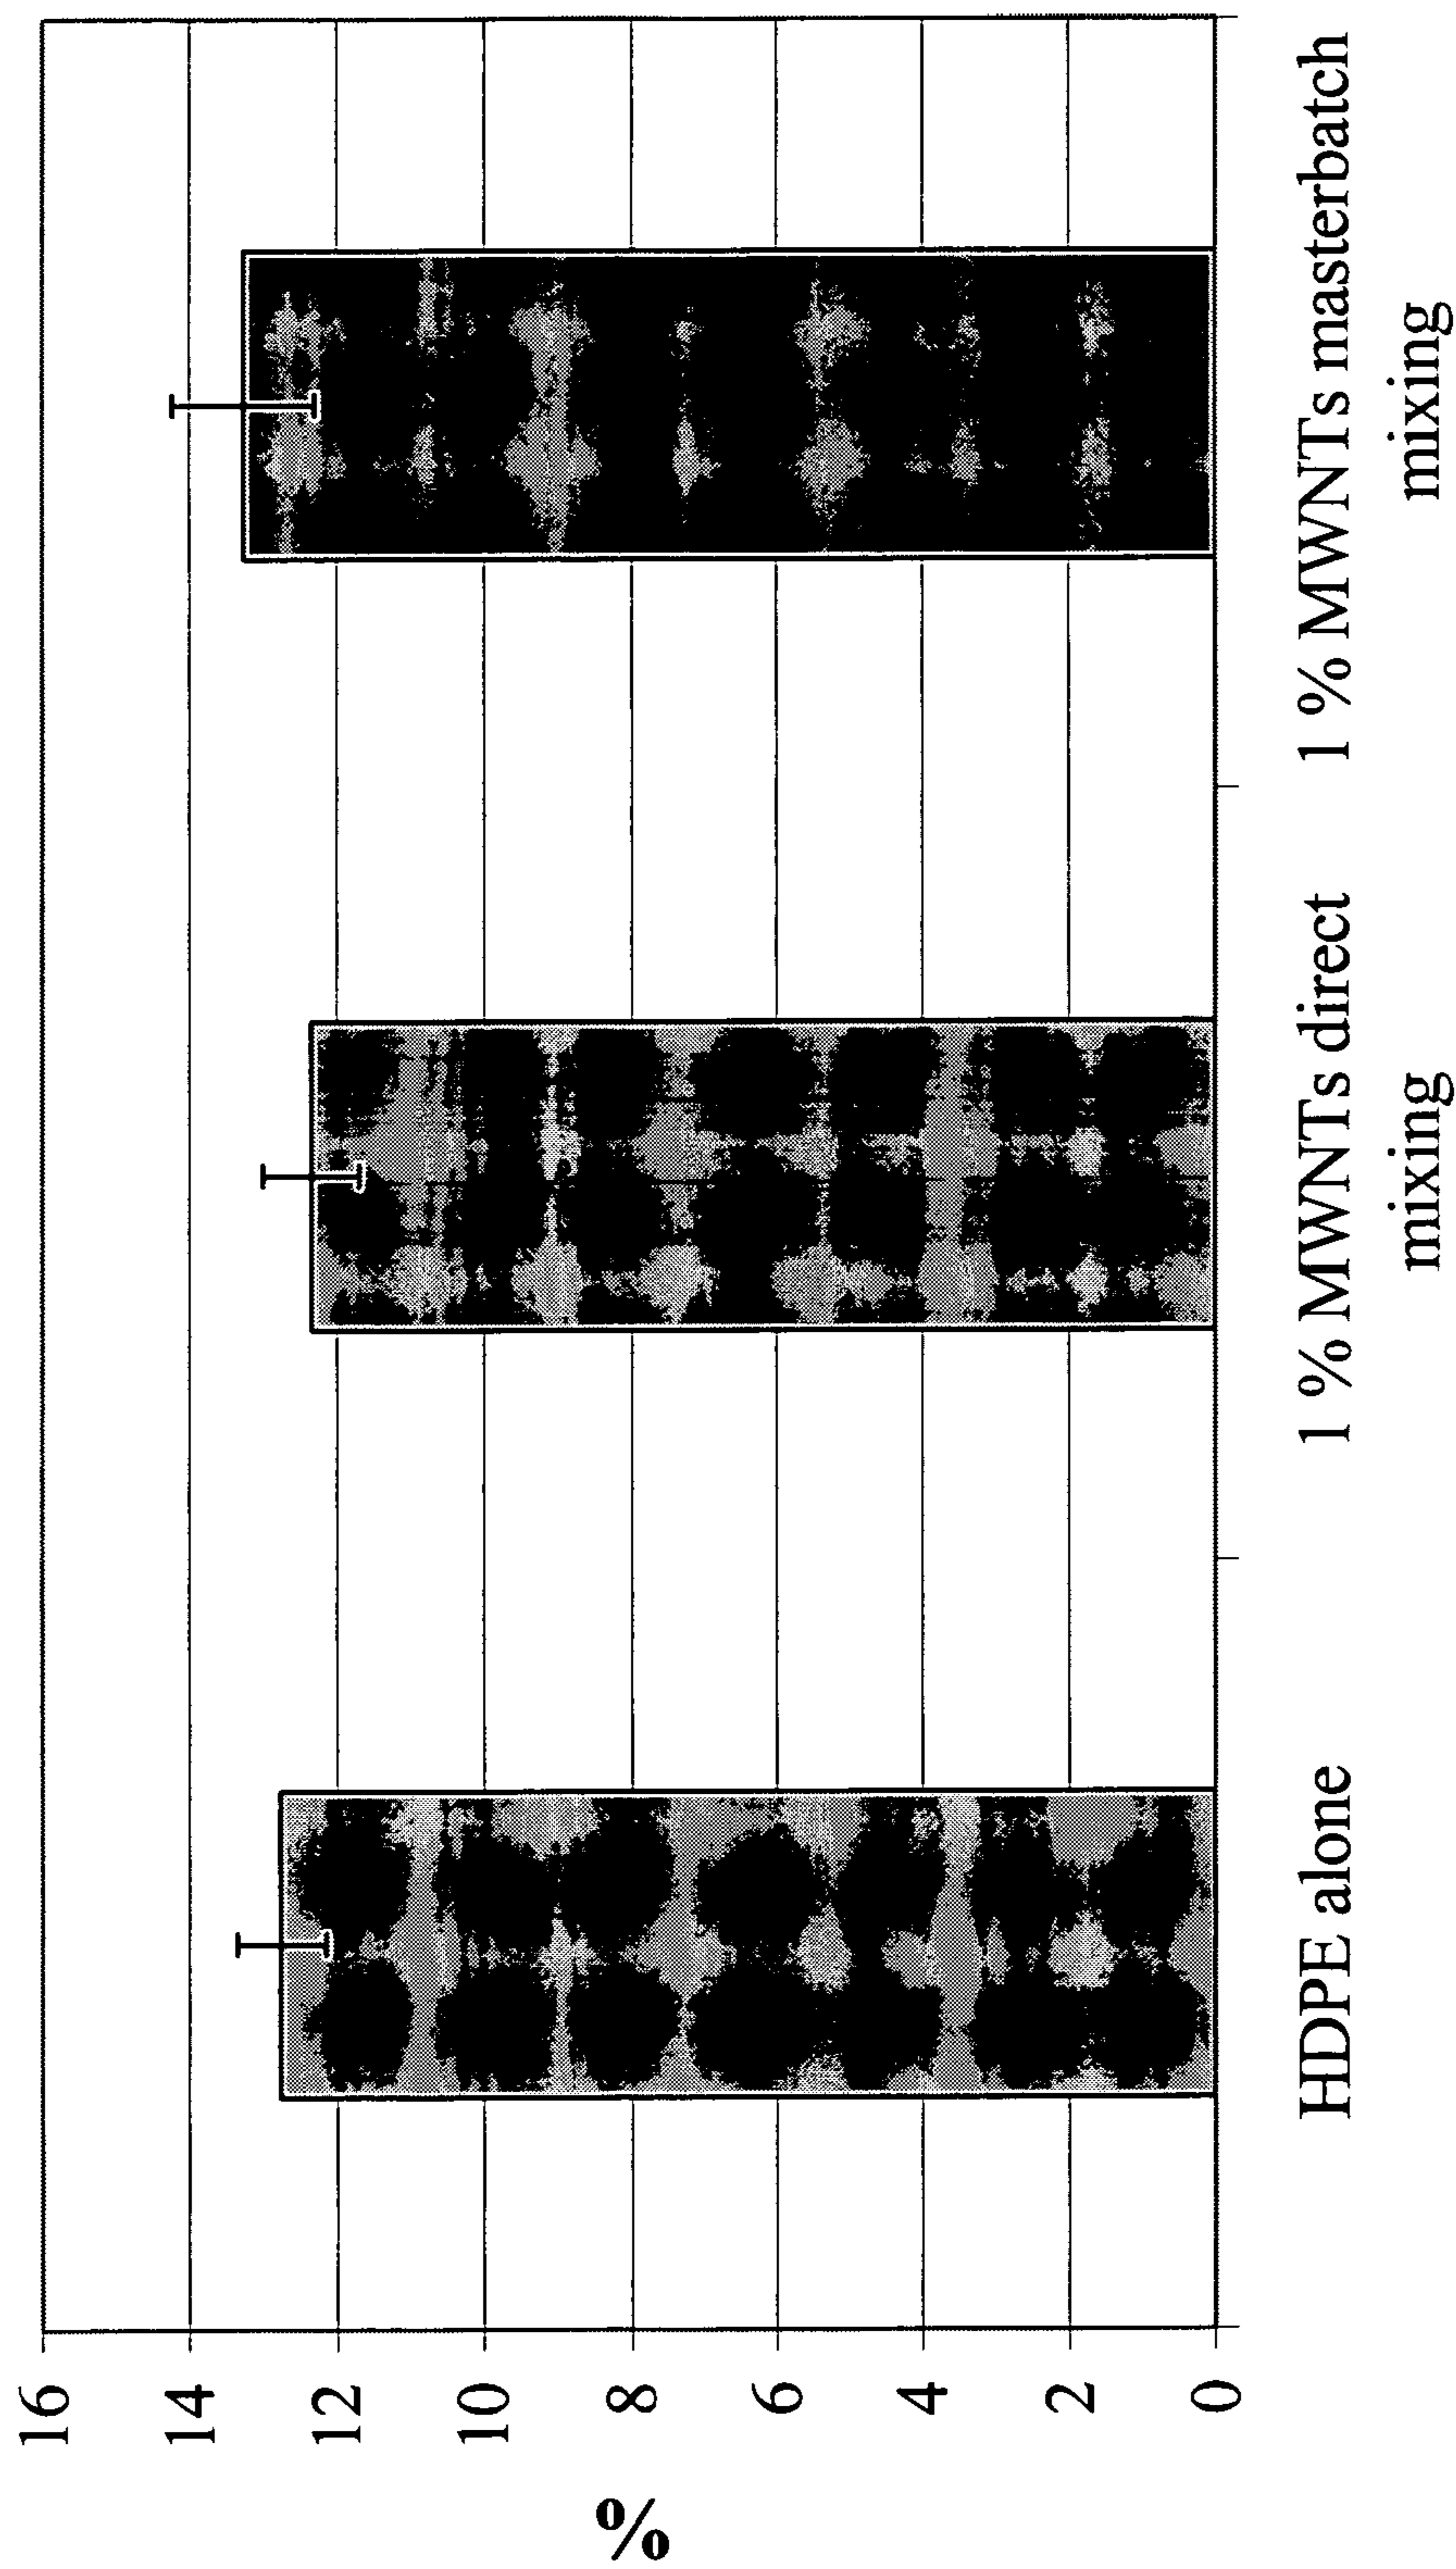 %
16
14
12
10
8
6
4
2
0
HDPE alone
1 % MWNTs direct
mixing
1 % MWNTs masterbatch
mixing